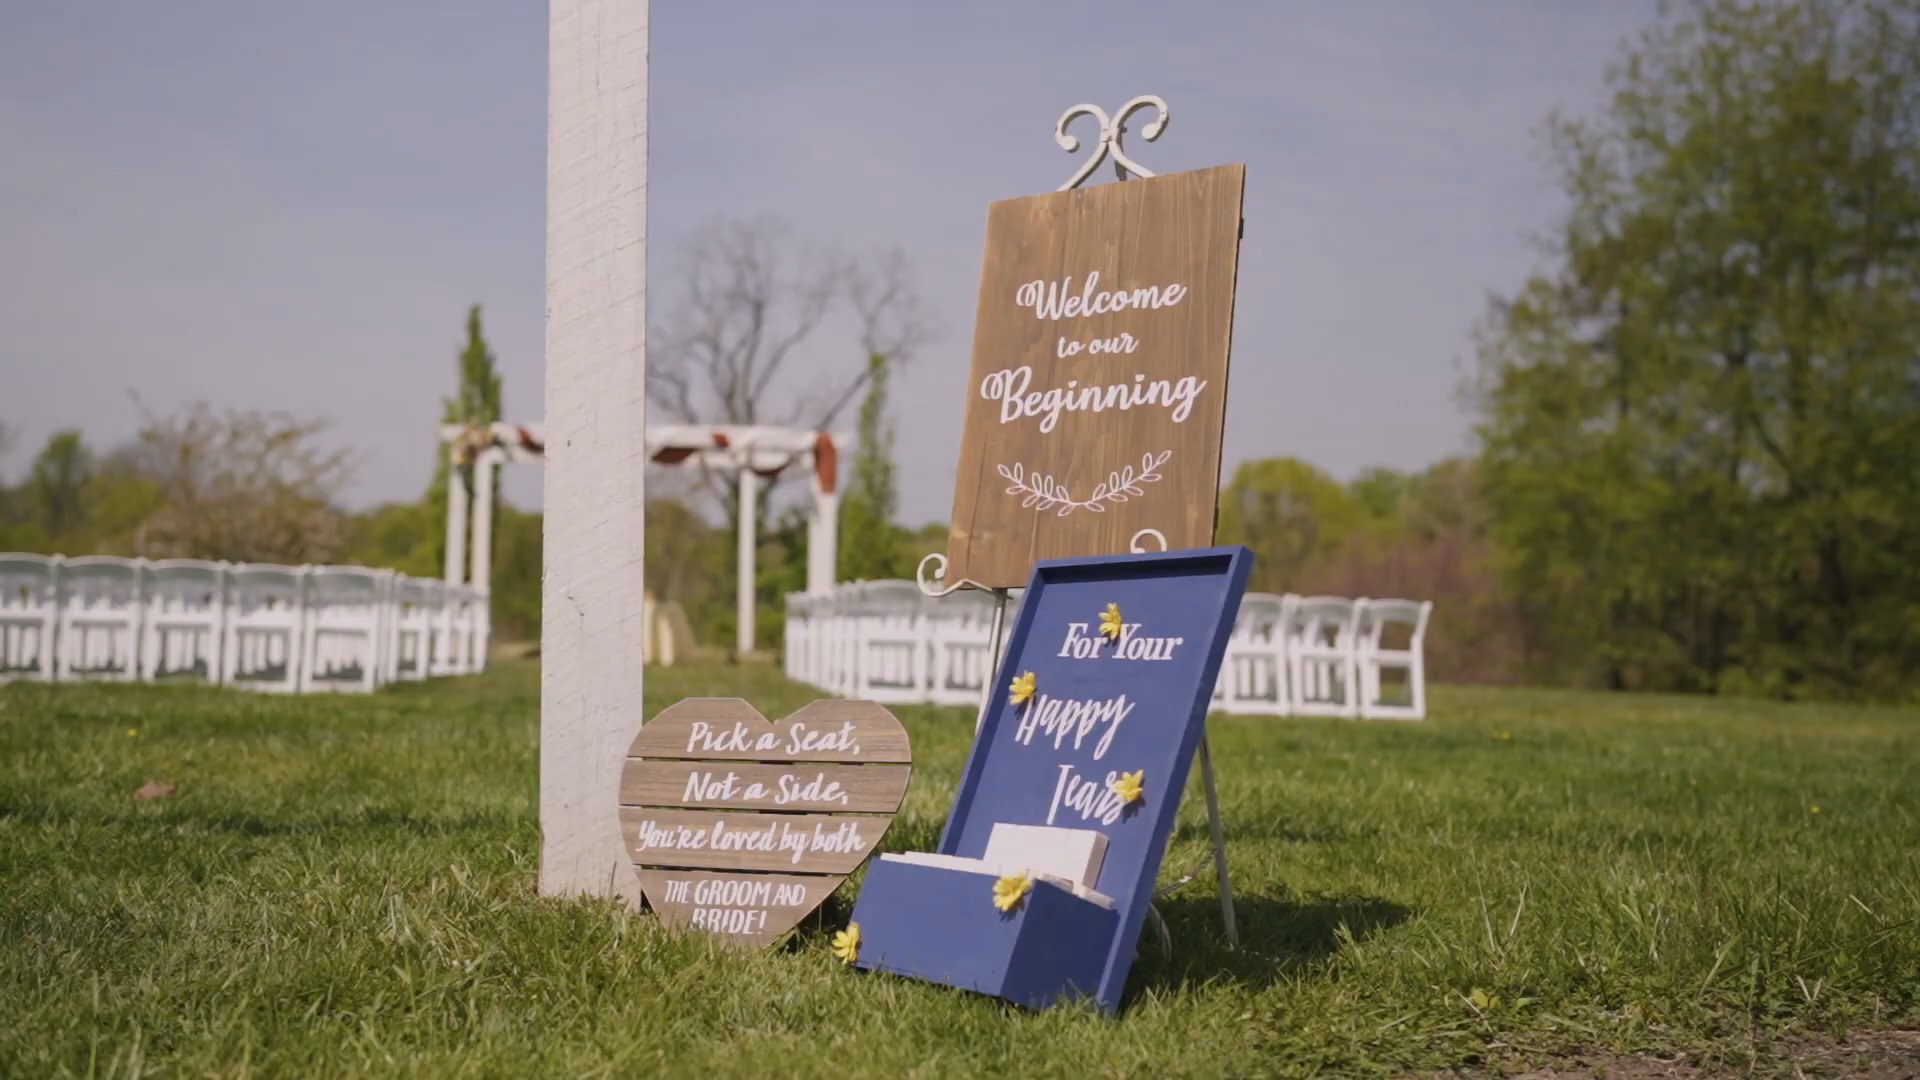 Welcome
to our
Beginning
For Your
Happy
Tears
Pick a Seat,
Not a Side,
You're loved by both
THE GROOM AND
BRIDE!